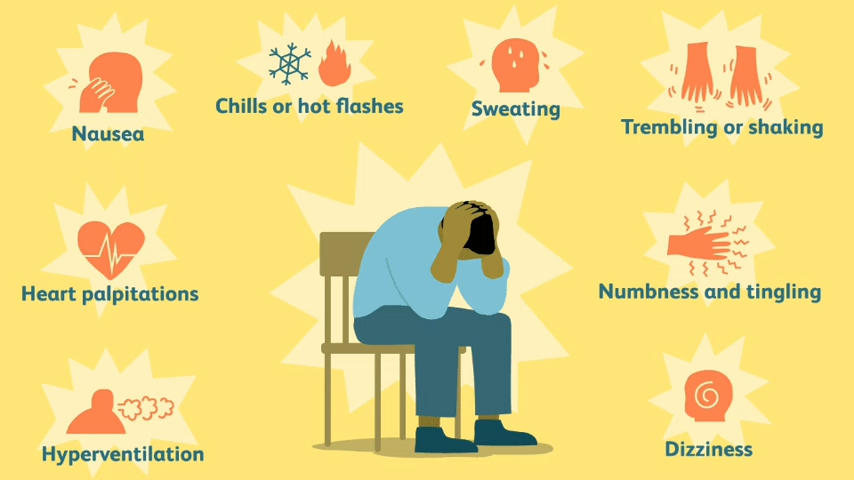 Nausea
Chills or hot flashes
Sweating
Trembling or shaking
Heart palpitations
Numbness and tingling
Hyperventilation
Dizziness